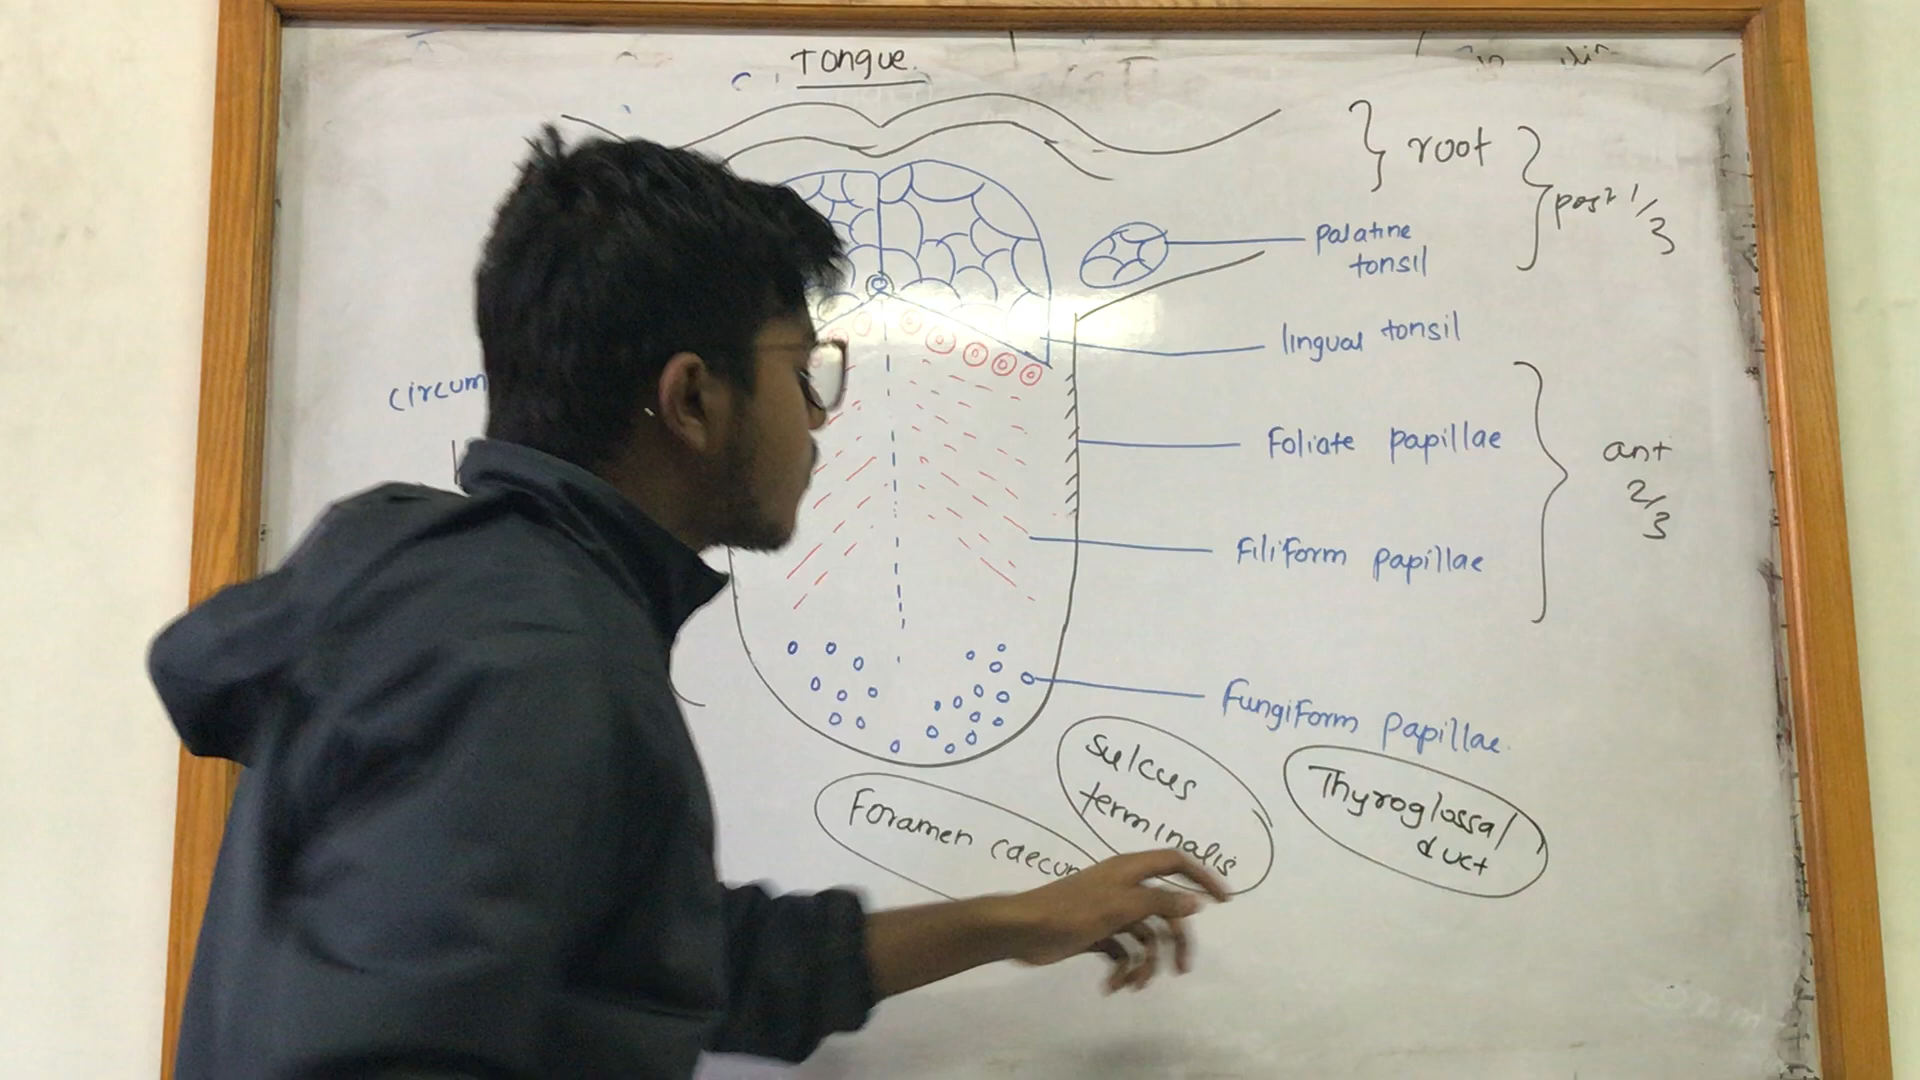 Tongue.
} root
post 1/3
Palatine
tonsil
lingual tonsil
circum
Foliate papillae
ant
2/3
Filiform papillae
Fungiform papillae.
Sulcus
terminalis
Thyroglossal
duct
Foramen caecum